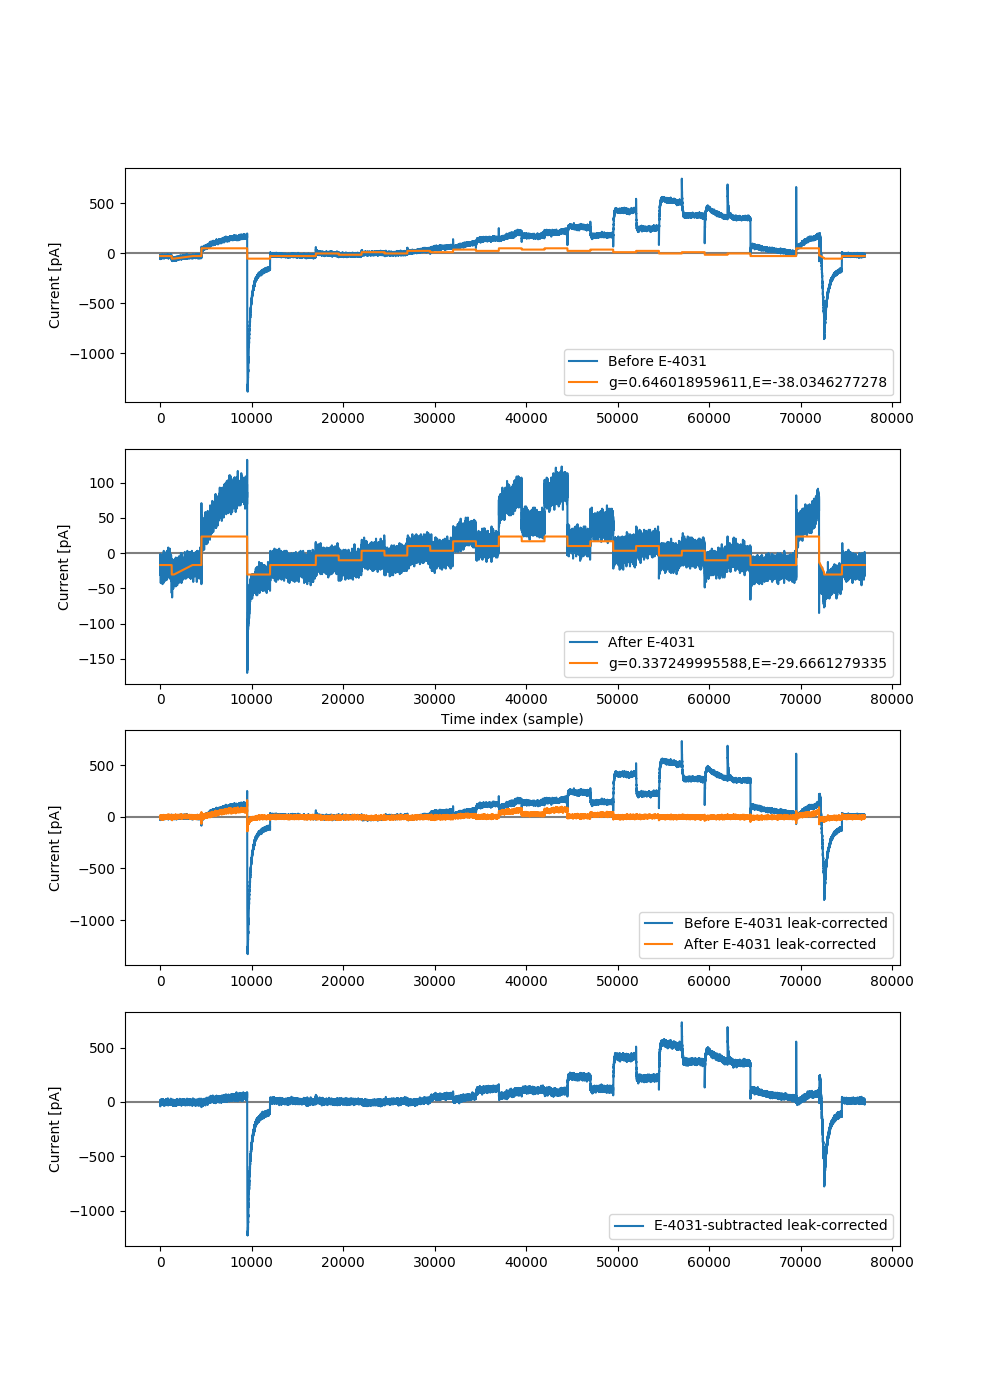 500
0
−500
−1000
Current [pA]
Before E-4031
g=0.646018959611,E=-38.0346277278
0 10000 20000 30000 40000 50000 60000 70000 80000
100
50
0
−50
−100
−150
Current [pA]
After E-4031
g=0.337249995588,E=-29.6661279335
0 10000 20000 30000 40000 50000 60000 70000 80000
Time index (sample)
500
0
−500
−1000
Current [pA]
Before E-4031 leak-corrected
After E-4031 leak-corrected
0 10000 20000 30000 40000 50000 60000 70000 80000
500
0
−500
−1000
Current [pA]
E-4031-subtracted leak-corrected
0 10000 20000 30000 40000 50000 60000 70000 80000